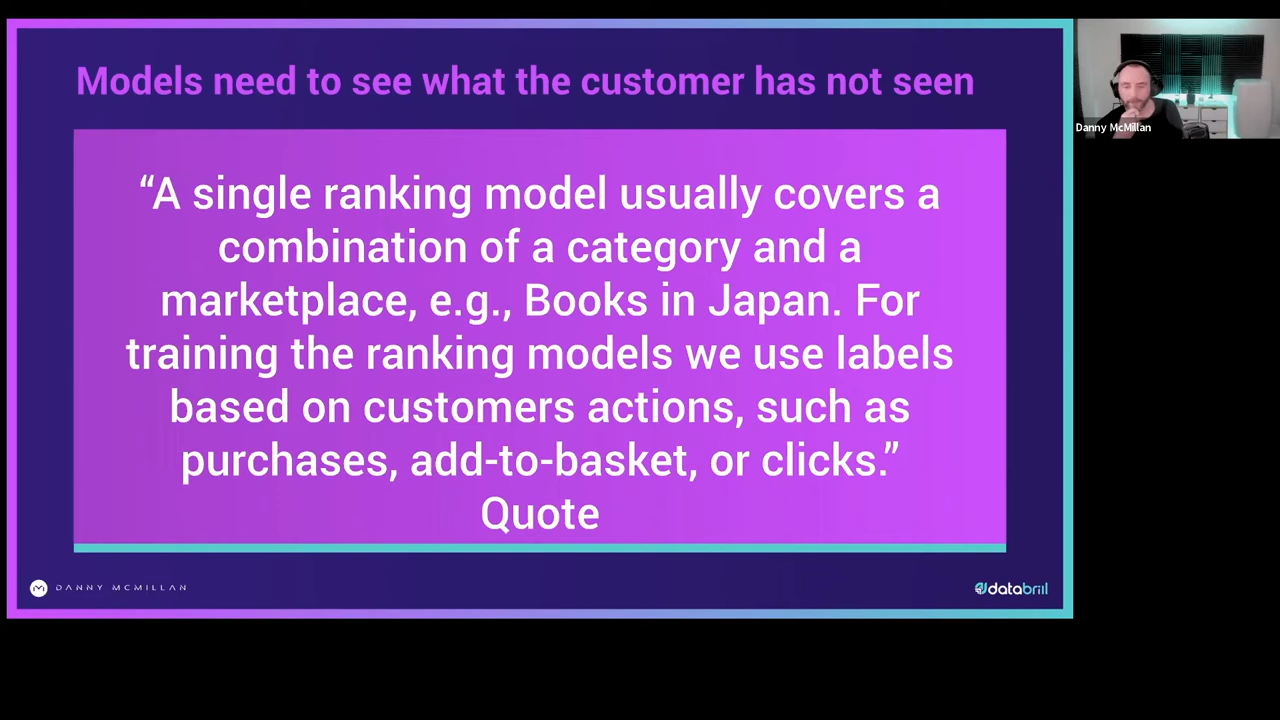 Models need to see what the customer has not seen
“A single ranking model usually covers a
combination of a category and a
marketplace, e.g., Books in Japan. For
training the ranking models we use labels
based on customers actions, such as
purchases, add-to-basket, or clicks.”
Quote
DANNY MCMILLAN
databrill
Danny McMillan